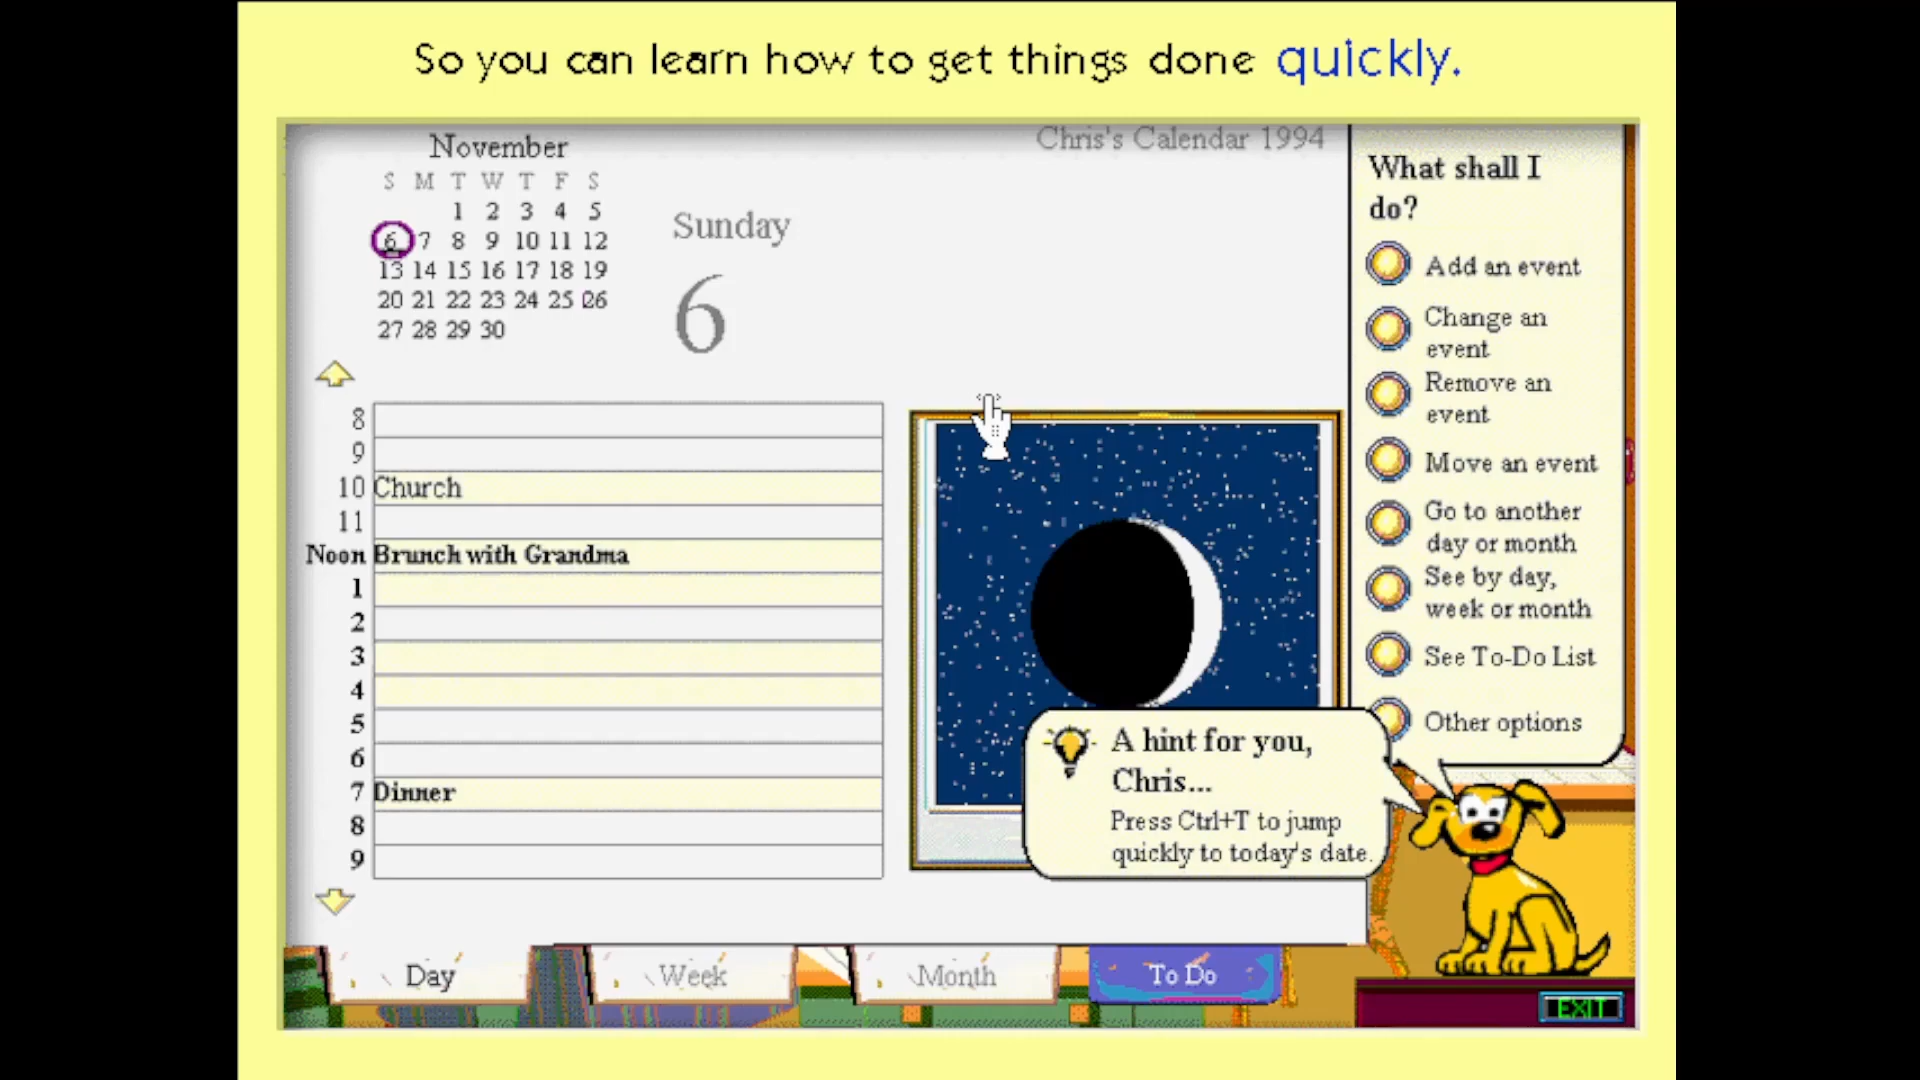 So you can learn how to get things done quickly.
November
S M T W T F S
1 2 3 4 5
6 7 8 9 10 11 12
13 14 15 16 17 18 19
20 21 22 23 24 25 26
27 28 29 30
Sunday
6
Chris's Calendar 1994
8
9
10 Church
11
Noon Brunch with Grandma
1
2
3
4
5
6
7 Dinner
8
9
What shall I
do?
Add an event
Change an
event
Remove an
event
Move an event
Go to another
day or month
See by day,
week or month
See To-Do List
Other options
A hint for you,
Chris...
Press Ctrl+T to jump
quickly to today's date.
Day
Week
Month
To Do
EXIT